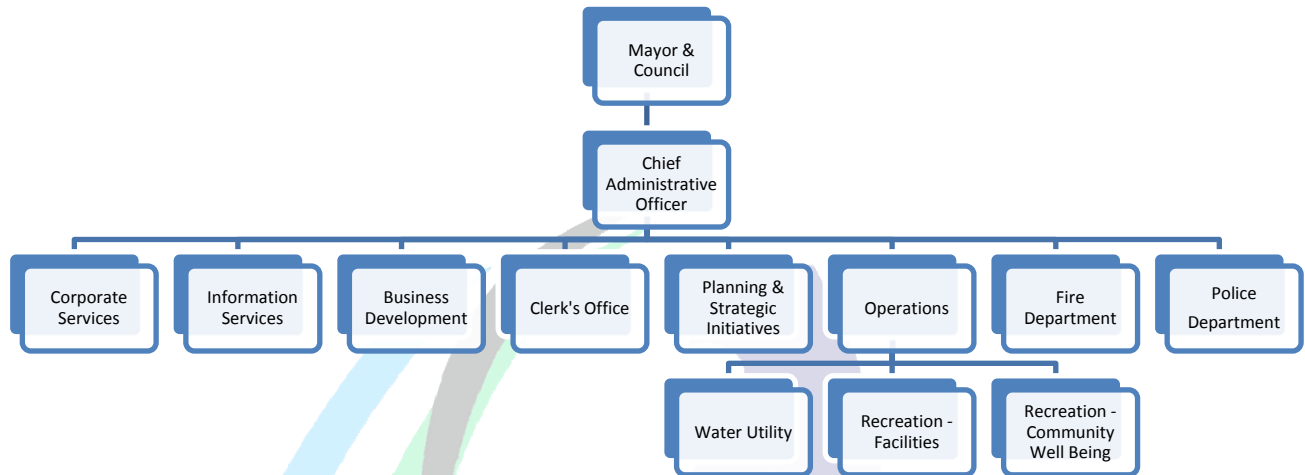 Mayor &
Council
Chief
Administrative
Officer
Corporate
Services
Information
Services
Business
Development
Clerk's Office
Planning &
Strategic
Initiatives
Operations
Fire
Department
Police
Department
Water Utility
Recreation -
Facilities
Recreation -
Community
Well Being